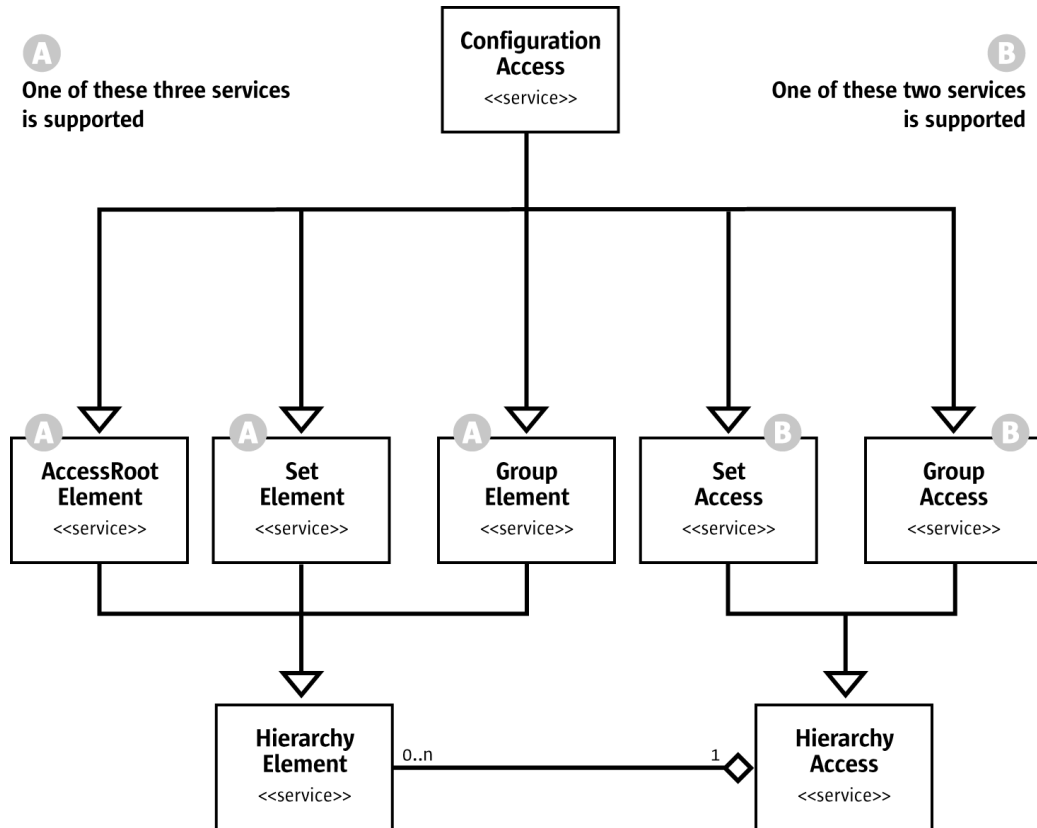 Configuration
Access
<<service>>
A
One of these three services
is supported
B
One of these two services
is supported
A
AccessRoot
Element
<<service>>
A
Set
Element
<<service>>
A
Group
Element
<<service>>
B
Set
Access
<<service>>
B
Group
Access
<<service>>
Hierarchy
Element
<<service>>
0..n
1
Hierarchy
Access
<<service>>